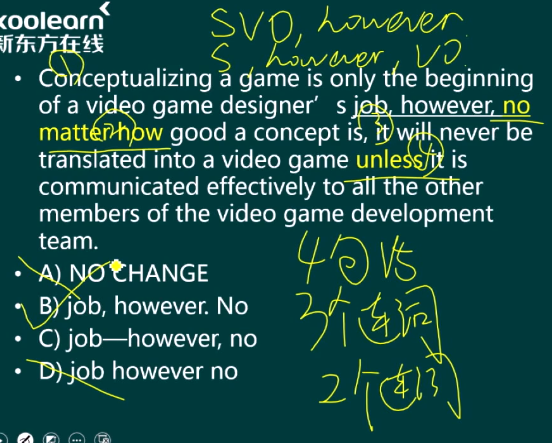 koolearn
新东方在线
SVO, however.
S, however, VO.
①
• Conceptualizing a game is only the beginning
of a video game designer's job, however, no
matter how good a concept is, it will never be
translated into a video game unless it is
communicated effectively to all the other
members of the video game development
team.
• A) NO CHANGE
• B) job, however. No
• C) job—however, no
• D) job however no
4句 VS
3个连词
2个连词